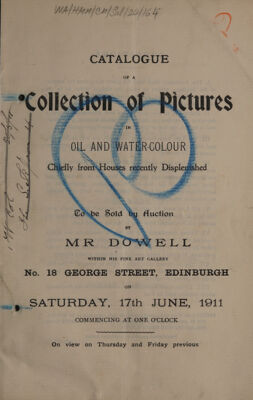 CATALOGUE
OF A
Collection of Pictures
IN
OIL AND WATER-COLOUR
Chiefly from Houses recently Displenished
To be Sold by Auction
BY
MR DOWELL
WITHIN HIS FINE ART GALLERY
No. 18 GEORGE STREET, EDINBURGH
ON
SATURDAY, 17th JUNE, 1911
COMMENCING AT ONE O'CLOCK
On view on Thursday and Friday previous